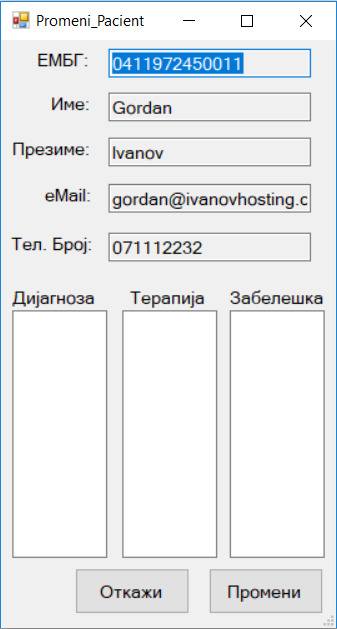 Promeni_Pacient
ЕМБГ: 0411972450011
Име: Gordan
Презиме: Ivanov
eMail: gordan@ivanovhosting.c
Тел. Број: 071112232
Дијагноза Терапија Забелешка
Откажи Промени